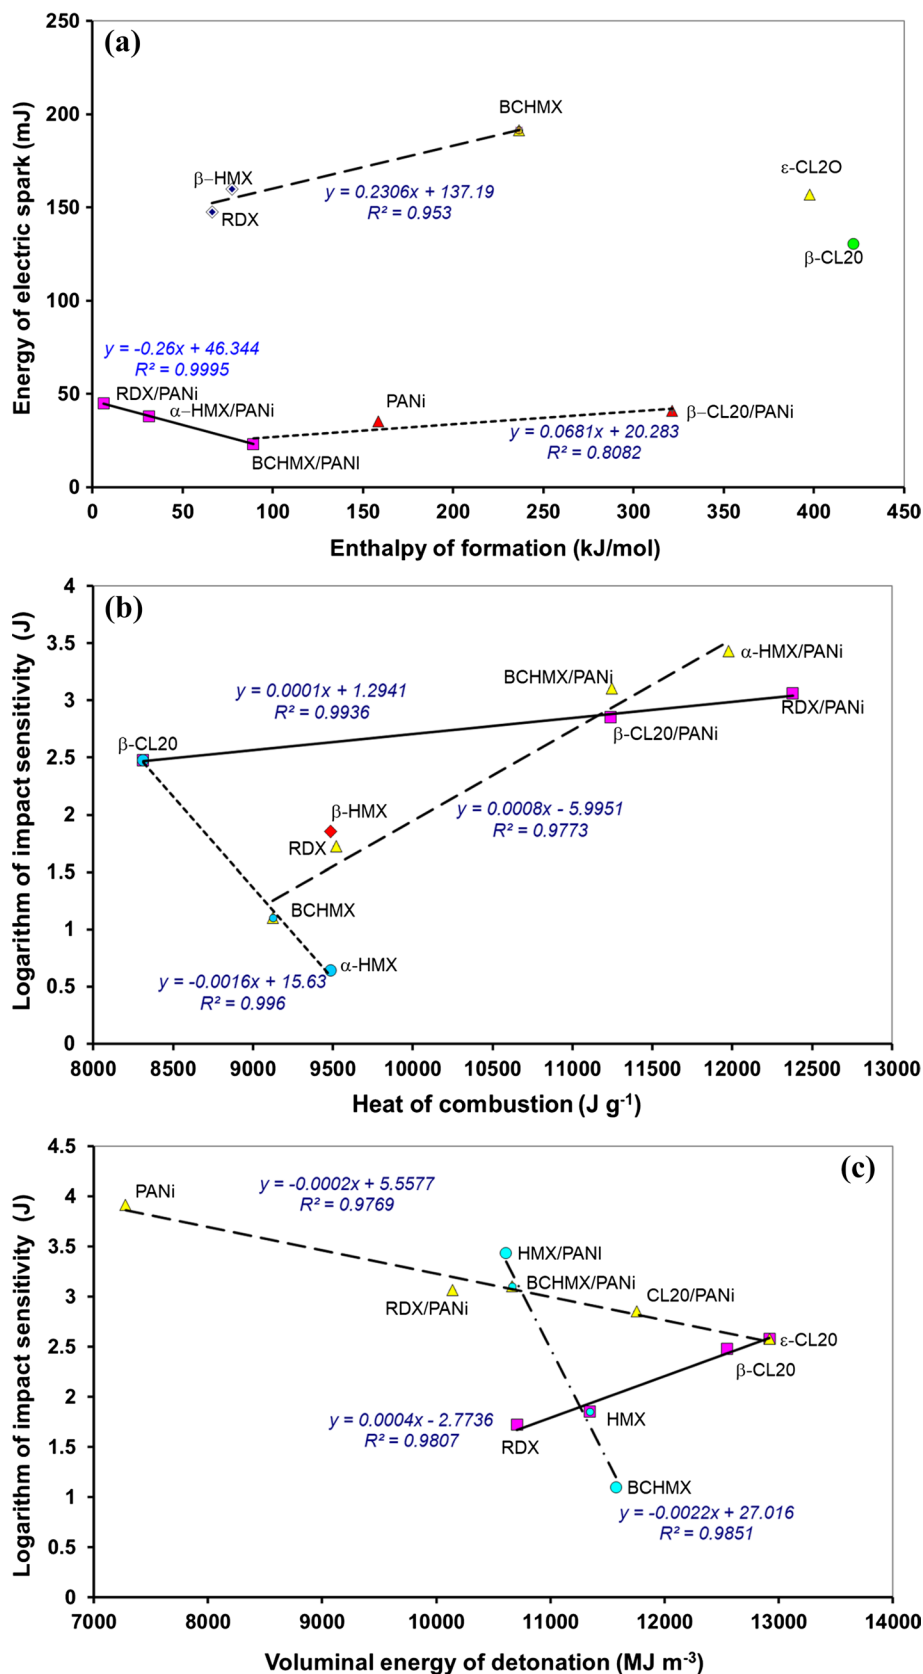 (a)
250
200
150
100
50
0
Energy of electric spark (mJ)
BCHMX
β–HMX
RDX
y = 0.2306x + 137.19
R² = 0.953
ε-CL2O
β-CL20
y = -0.26x + 46.344
R² = 0.9995
RDX/PANi
α–HMX/PANi
BCHMX/PANI
PANi
β–CL20/PANi
y = 0.0681x + 20.283
R² = 0.8082
0 50 100 150 200 250 300 350 400 450
Enthalpy of formation (kJ/mol)
(b)
4
3.5
3
2.5
2
1.5
1
0.5
0
Logarithm of impact sensitivity (J)
α-HMX/PANi
BCHMX/PANi
y = 0.0001x + 1.2941
R² = 0.9936
RDX/PANi
β-CL20/PANi
β-CL20
β-HMX
RDX
y = 0.0008x - 5.9951
R² = 0.9773
BCHMX
α-HMX
y = -0.0016x + 15.63
R² = 0.996
8000 8500 9000 9500 10000 10500 11000 11500 12000 12500 13000
Heat of combustion (J g-1)
(c)
4.5
4
3.5
3
2.5
2
1.5
1
0.5
0
Logarithm of impact sensitivity (J)
PANi
y = -0.0002x + 5.5577
R² = 0.9769
HMX/PANI
BCHMX/PANi
RDX/PANi
CL20/PANi
ε-CL20
β-CL20
y = 0.0004x - 2.7736
R² = 0.9807
RDX
HMX
BCHMX
y = -0.0022x + 27.016
R² = 0.9851
7000 8000 9000 10000 11000 12000 13000 14000
Voluminal energy of detonation (MJ m-3)